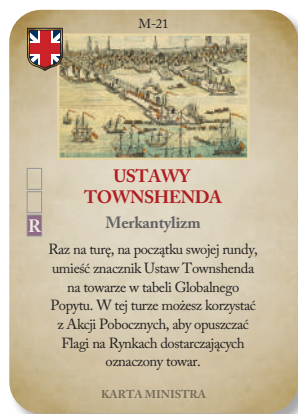 M-21
USTAWY
TOWNSHENDA
Merkantylizm
R
Raz na turę, na początku swojej rundy,
umieść znacznik Ustaw Townshenda
na towarze w tabeli Globalnego
Popytu. W tej turze możesz korzystać
z Akcji Pobocznych, aby opuszczać
Flagi na Rynkach dostarczających
oznaczony towar.
KARTA MINISTRA